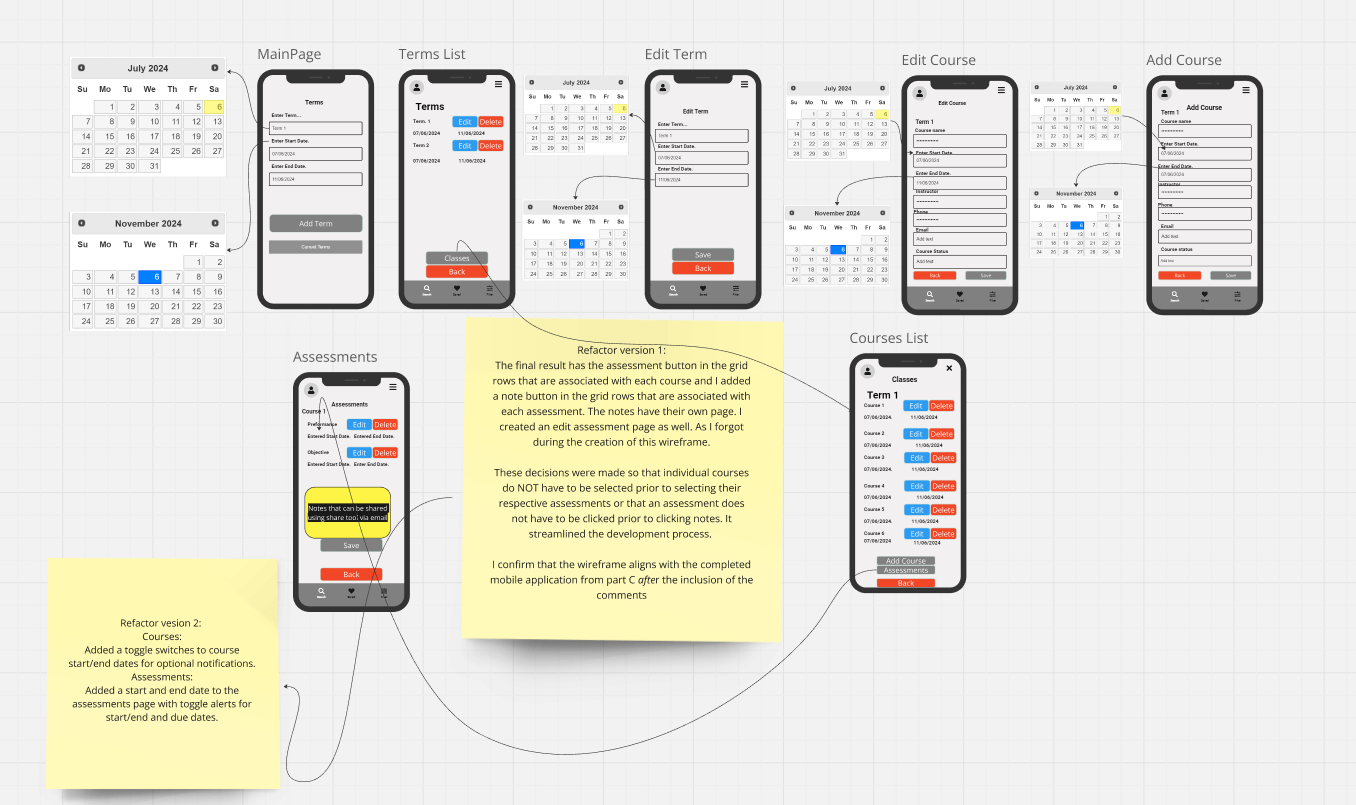 MainPage
Terms List
Edit Term
Edit Course
Add Course
July 2024
Su Mo Tu We Th Fr Sa
1 2 3 4 5 6
7 8 9 10 11 12 13
14 15 16 17 18 19 20
21 22 23 24 25 26 27
28 29 30 31
November 2024
Su Mo Tu We Th Fr Sa
1 2
3 4 5 6 7 8 9
10 11 12 13 14 15 16
17 18 19 20 21 22 23
24 25 26 27 28 29 30
Terms
Enter Term...
Term 1
Enter Start Date.
07/06/2024
Enter End Date.
11/06/2024
Add Term
Cancel Terms
Terms
Term. 1 Edit Delete
07/06/2024 11/06/2024
Term 2 Edit Delete
07/06/2024 11/06/2024
Classes
Back
Search Saved Filter
July 2024
Su Mo Tu We Th Fr Sa
1 2 3 4 5 6
7 8 9 10 11 12 13
14 15 16 17 18 19 20
21 22 23 24 25 26 27
28 29 30 31
November 2024
Su Mo Tu We Th Fr Sa
1 2
3 4 5 6 7 8 9
10 11 12 13 14 15 16
17 18 19 20 21 22 23
24 25 26 27 28 29 30
Edit Term
Enter Term...
Term 1
Enter Start Date.
07/06/2024
Enter End Date.
11/06/2024
Save
Back
Search Saved Filter
July 2024
Su Mo Tu We Th Fr Sa
1 2 3 4 5 6
7 8 9 10 11 12 13
14 15 16 17 18 19 20
21 22 23 24 25 26 27
28 29 30 31
November 2024
Su Mo Tu We Th Fr Sa
1 2
3 4 5 6 7 8 9
10 11 12 13 14 15 16
17 18 19 20 21 22 23
24 25 26 27 28 29 30
Edit Course
Term 1
Course name
Enter Start Date.
07/06/2024
Enter End Date.
11/06/2024
Instructor
Phone
Email
Add text
Course Status
Add text
Back Save
Search Saved Filter
July 2024
Su Mo Tu We Th Fr Sa
1 2 3 4 5 6
7 8 9 10 11 12 13
14 15 16 17 18 19 20
21 22 23 24 25 26 27
28 29 30 31
November 2024
Su Mo Tu We Th Fr Sa
1 2
3 4 5 6 7 8 9
10 11 12 13 14 15 16
17 18 19 20 21 22 23
24 25 26 27 28 29 30
Add Course
Term 1
Course name
Enter Start Date.
07/06/2024
Enter End Date.
07/06/2024
Instructor
Phone
Email
Add text
Course status
Add text
Back Save
Search Saved Filter
Assessments
Assessments
Course 1
Preformance Edit Delete
Entered Start Date. Entered End Date.
Objective Edit Delete
Entered Start Date. Enter End Date.
Notes that can be shared
using share tool via email
Save
Back
Search Saved Filter
Refactor version 1:
The final result has the assessment button in the grid
rows that are associated with each course and I added
a note button in the grid rows that are associated with
each assessment. The notes have their own page. I
created an edit assessment page as well. As I forgot
during the creation of this wireframe.
These decisions were made so that individual courses
do NOT have to be selected prior to selecting their
respective assessments or that an assessment does
not have to be clicked prior to clicking notes. It
streamlined the development process.
I confirm that the wireframe aligns with the completed
mobile application from part C after the inclusion of the
comments
Courses List
Classes
Term 1
Course 1 Edit Delete
07/06/2024. 11/06/2024
Course 2 Edit Delete
07/06/2024. 11/06/2024
Course 3 Edit Delete
07/06/2024. 11/06/2024
Course 4 Edit Delete
07/06/2024. 11/06/2024
Course 5 Edit Delete
07/06/2024. 11/06/2024
Course 6 Edit Delete
07/06/2024 11/06/2024
Add Course
Assessments
Back
Refactor vesion 2:
Courses:
Added a toggle switches to course
start/end dates for optional notifications.
Assessments:
Added a start and end date to the
assessments page with toggle alerts for
start/end and due dates.